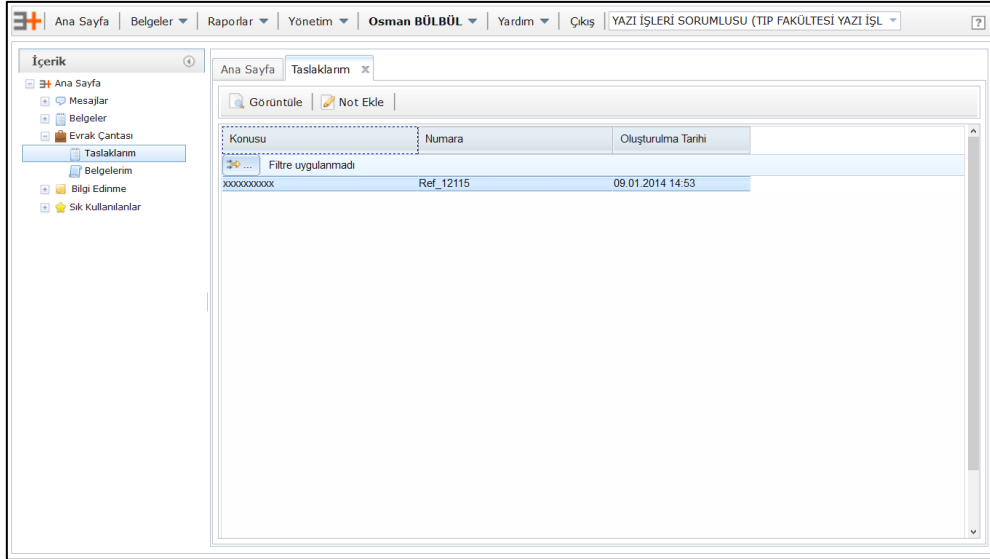 Ana Sayfa Belgeler Raporlar Yönetim Osman BÜLBÜL Yardım Çıkış YAZI İŞLERİ SORUMLUSU (TIP FAKÜLTESİ YAZI İŞL ?
İçerik
Ana Sayfa
Mesajlar
Belgeler
Evrak Çantası
Taslaklarım
Belgelerim
Bilgi Edinme
Sık Kullanılanlar
Ana Sayfa Taslaklarım x
Görüntüle Not Ekle
Konusu Numara Oluşturulma Tarihi
... Filtre uygulanmadı
xxxxxxxxxx Ref_12115 09.01.2014 14:53